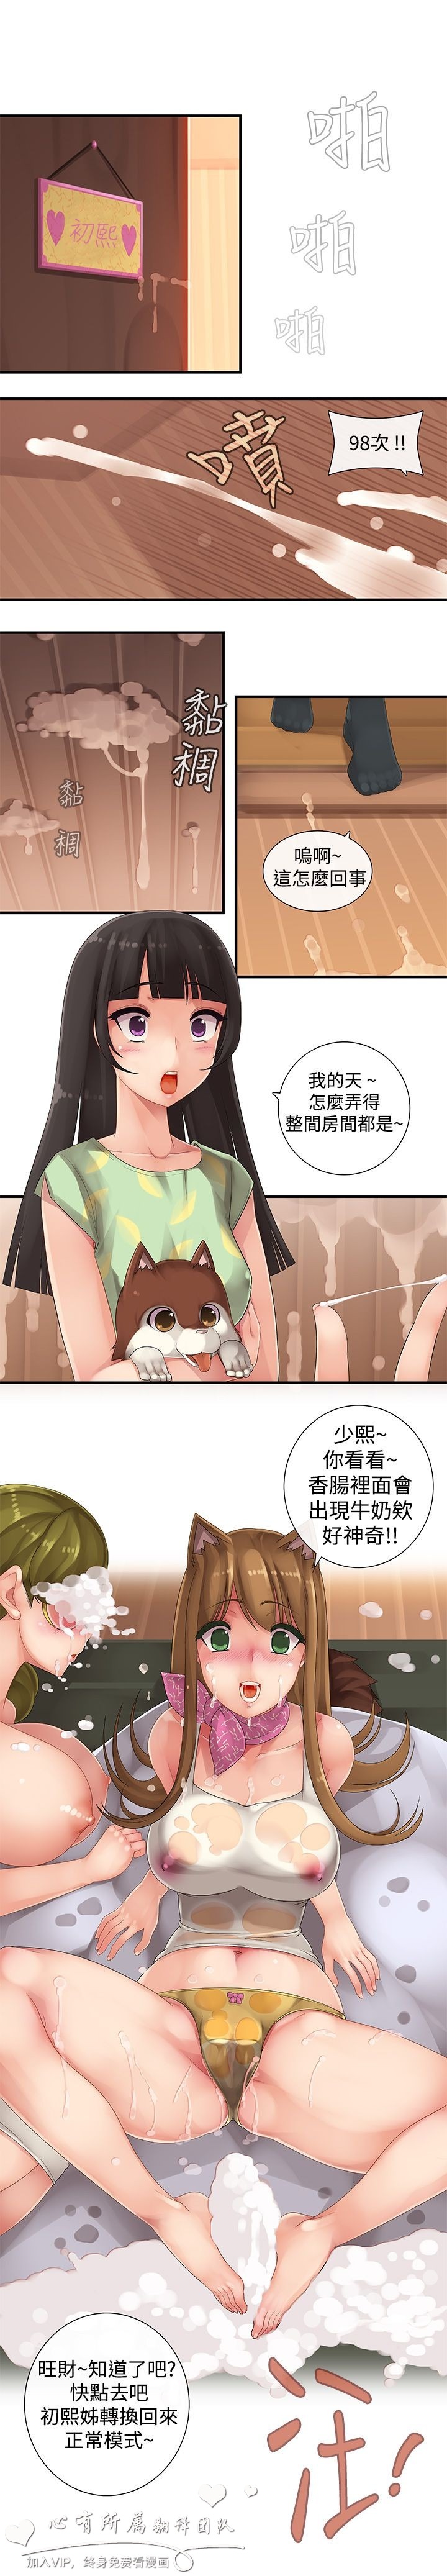 初熙
啪
啪
啪
98次!!
噴
黏
稠
黏
稠
嗚啊~
這怎麼回事
我的天~
怎麼弄得
整間房間都是~
少熙~
你看看~
香腸裡面會
出現牛奶欸
好神奇!!
旺財~知道了吧?
快點去吧
初熙姊轉換回來
正常模式~
汪!
心有所属翻译团队
加入VIP，终身免费看漫画